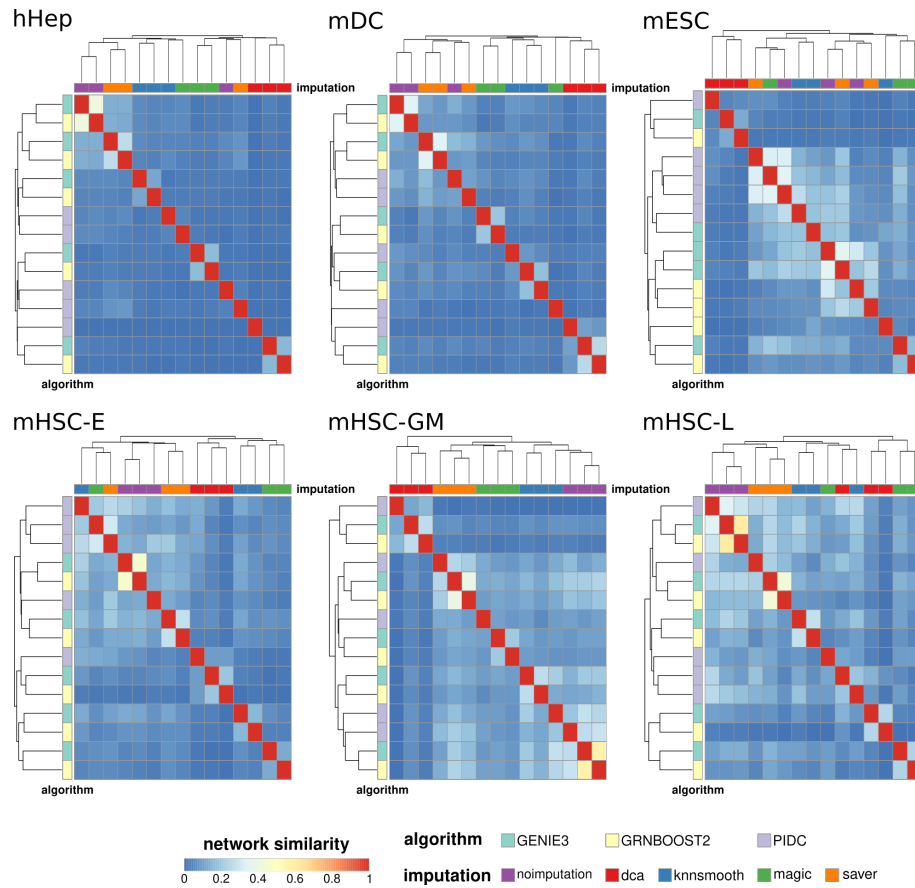 hHep mDC mESC
imputation imputation
algorithm algorithm algorithm
mHSC-E mHSC-GM mHSC-L
imputation imputation
algorithm algorithm algorithm
network similarity
0 0.2 0.4 0.6 0.8 1
algorithm GENIE3 GRNBOOST2 PIDC
imputation noimputation dca knnsmooth magic saver